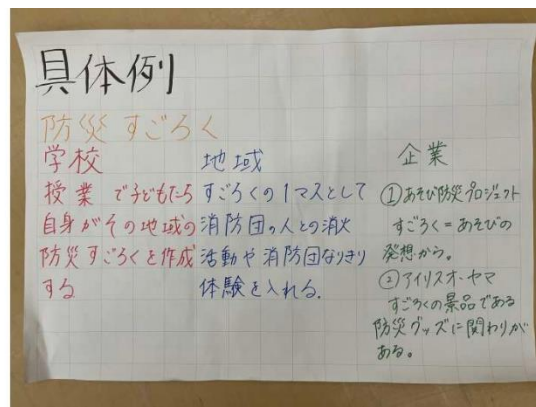 具体例
防災すごろく
学校
授業で子どもたち
自身がその地域の
防災すごろくを作成
する
地域
すごろくの1マスとして
消防団の人との消火
活動や消防団なりきり
体験を入れる.
企業
①あそび防災プロジェクト
すごろく=あそびの
発想から。
②アイリスオーヤマ
すごろくの景品である
防災グッズに関わりが
ある。